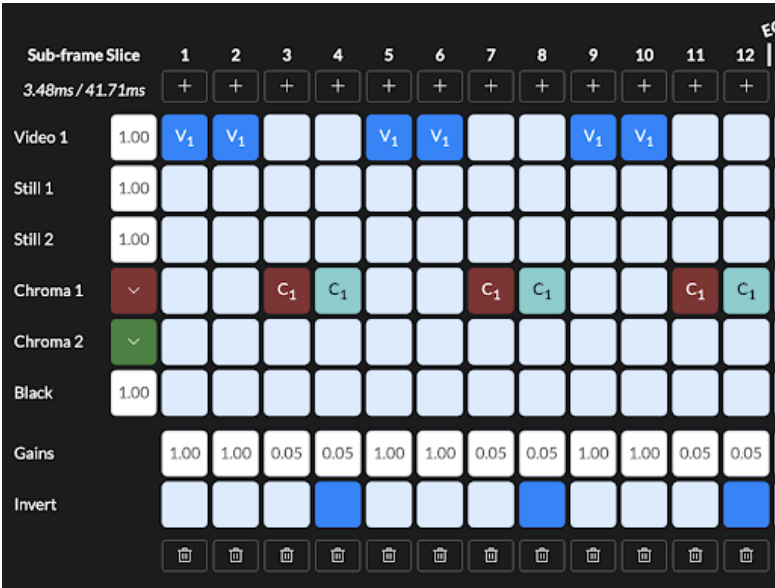 Sub-frame Slice 1 2 3 4 5 6 7 8 9 10 11 12
3.48ms / 41.71ms + + + + + + + + + + + +
Video 1 1.00 V₁ V₁ V₁ V₁ V₁ V₁
Still 1 1.00
Still 2 1.00
Chroma 1 C₁ C₁ C₁ C₁ C₁ C₁
Chroma 2
Black 1.00
Gains 1.00 1.00 0.05 0.05 1.00 1.00 0.05 0.05 1.00 1.00 0.05 0.05
Invert